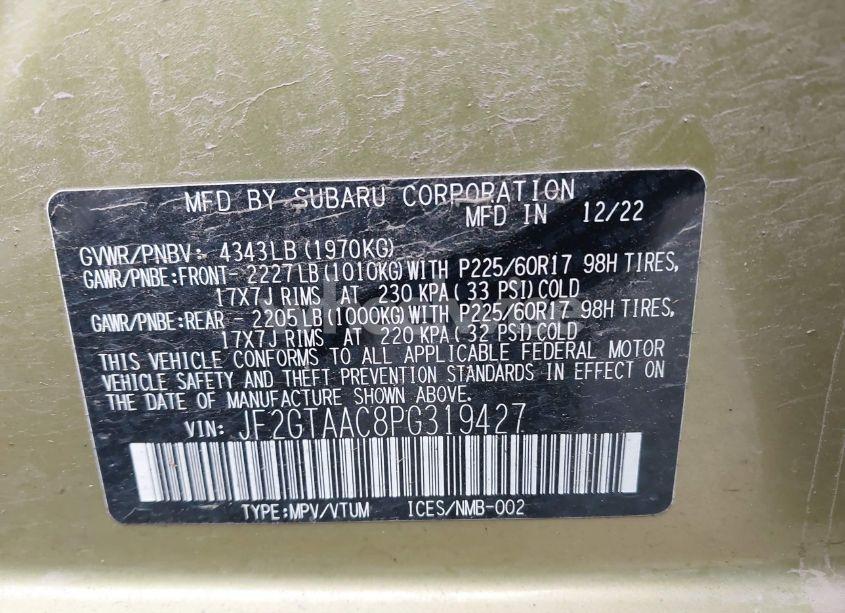 MFD BY SUBARU CORPORATION
MFD IN 12/22
GVWR/PNBV: 4343LB (1970KG)
GAWR/PNBE:FRONT- 2227LB(1010KG)WITH P225/60R17 98H TIRES,
17X7J RIMS AT 230 KPA( 33 PSI)COLD
GAWR/PNBE:REAR - 2205LB(1000KG)WITH P225/60R17 98H TIRES,
17X7J RIMS AT 220 KPA( 32 PSI)COLD
THIS VEHICLE CONFORMS TO ALL APPLICABLE FEDERAL MOTOR
VEHICLE SAFETY AND THEFT PREVENTION STANDARDS IN EFFECT ON
THE DATE OF MANUFACTURE SHOWN ABOVE.
VIN: JF2GTAAC8PG319427
TYPE:MPV/VTUM ICES/NMB-002